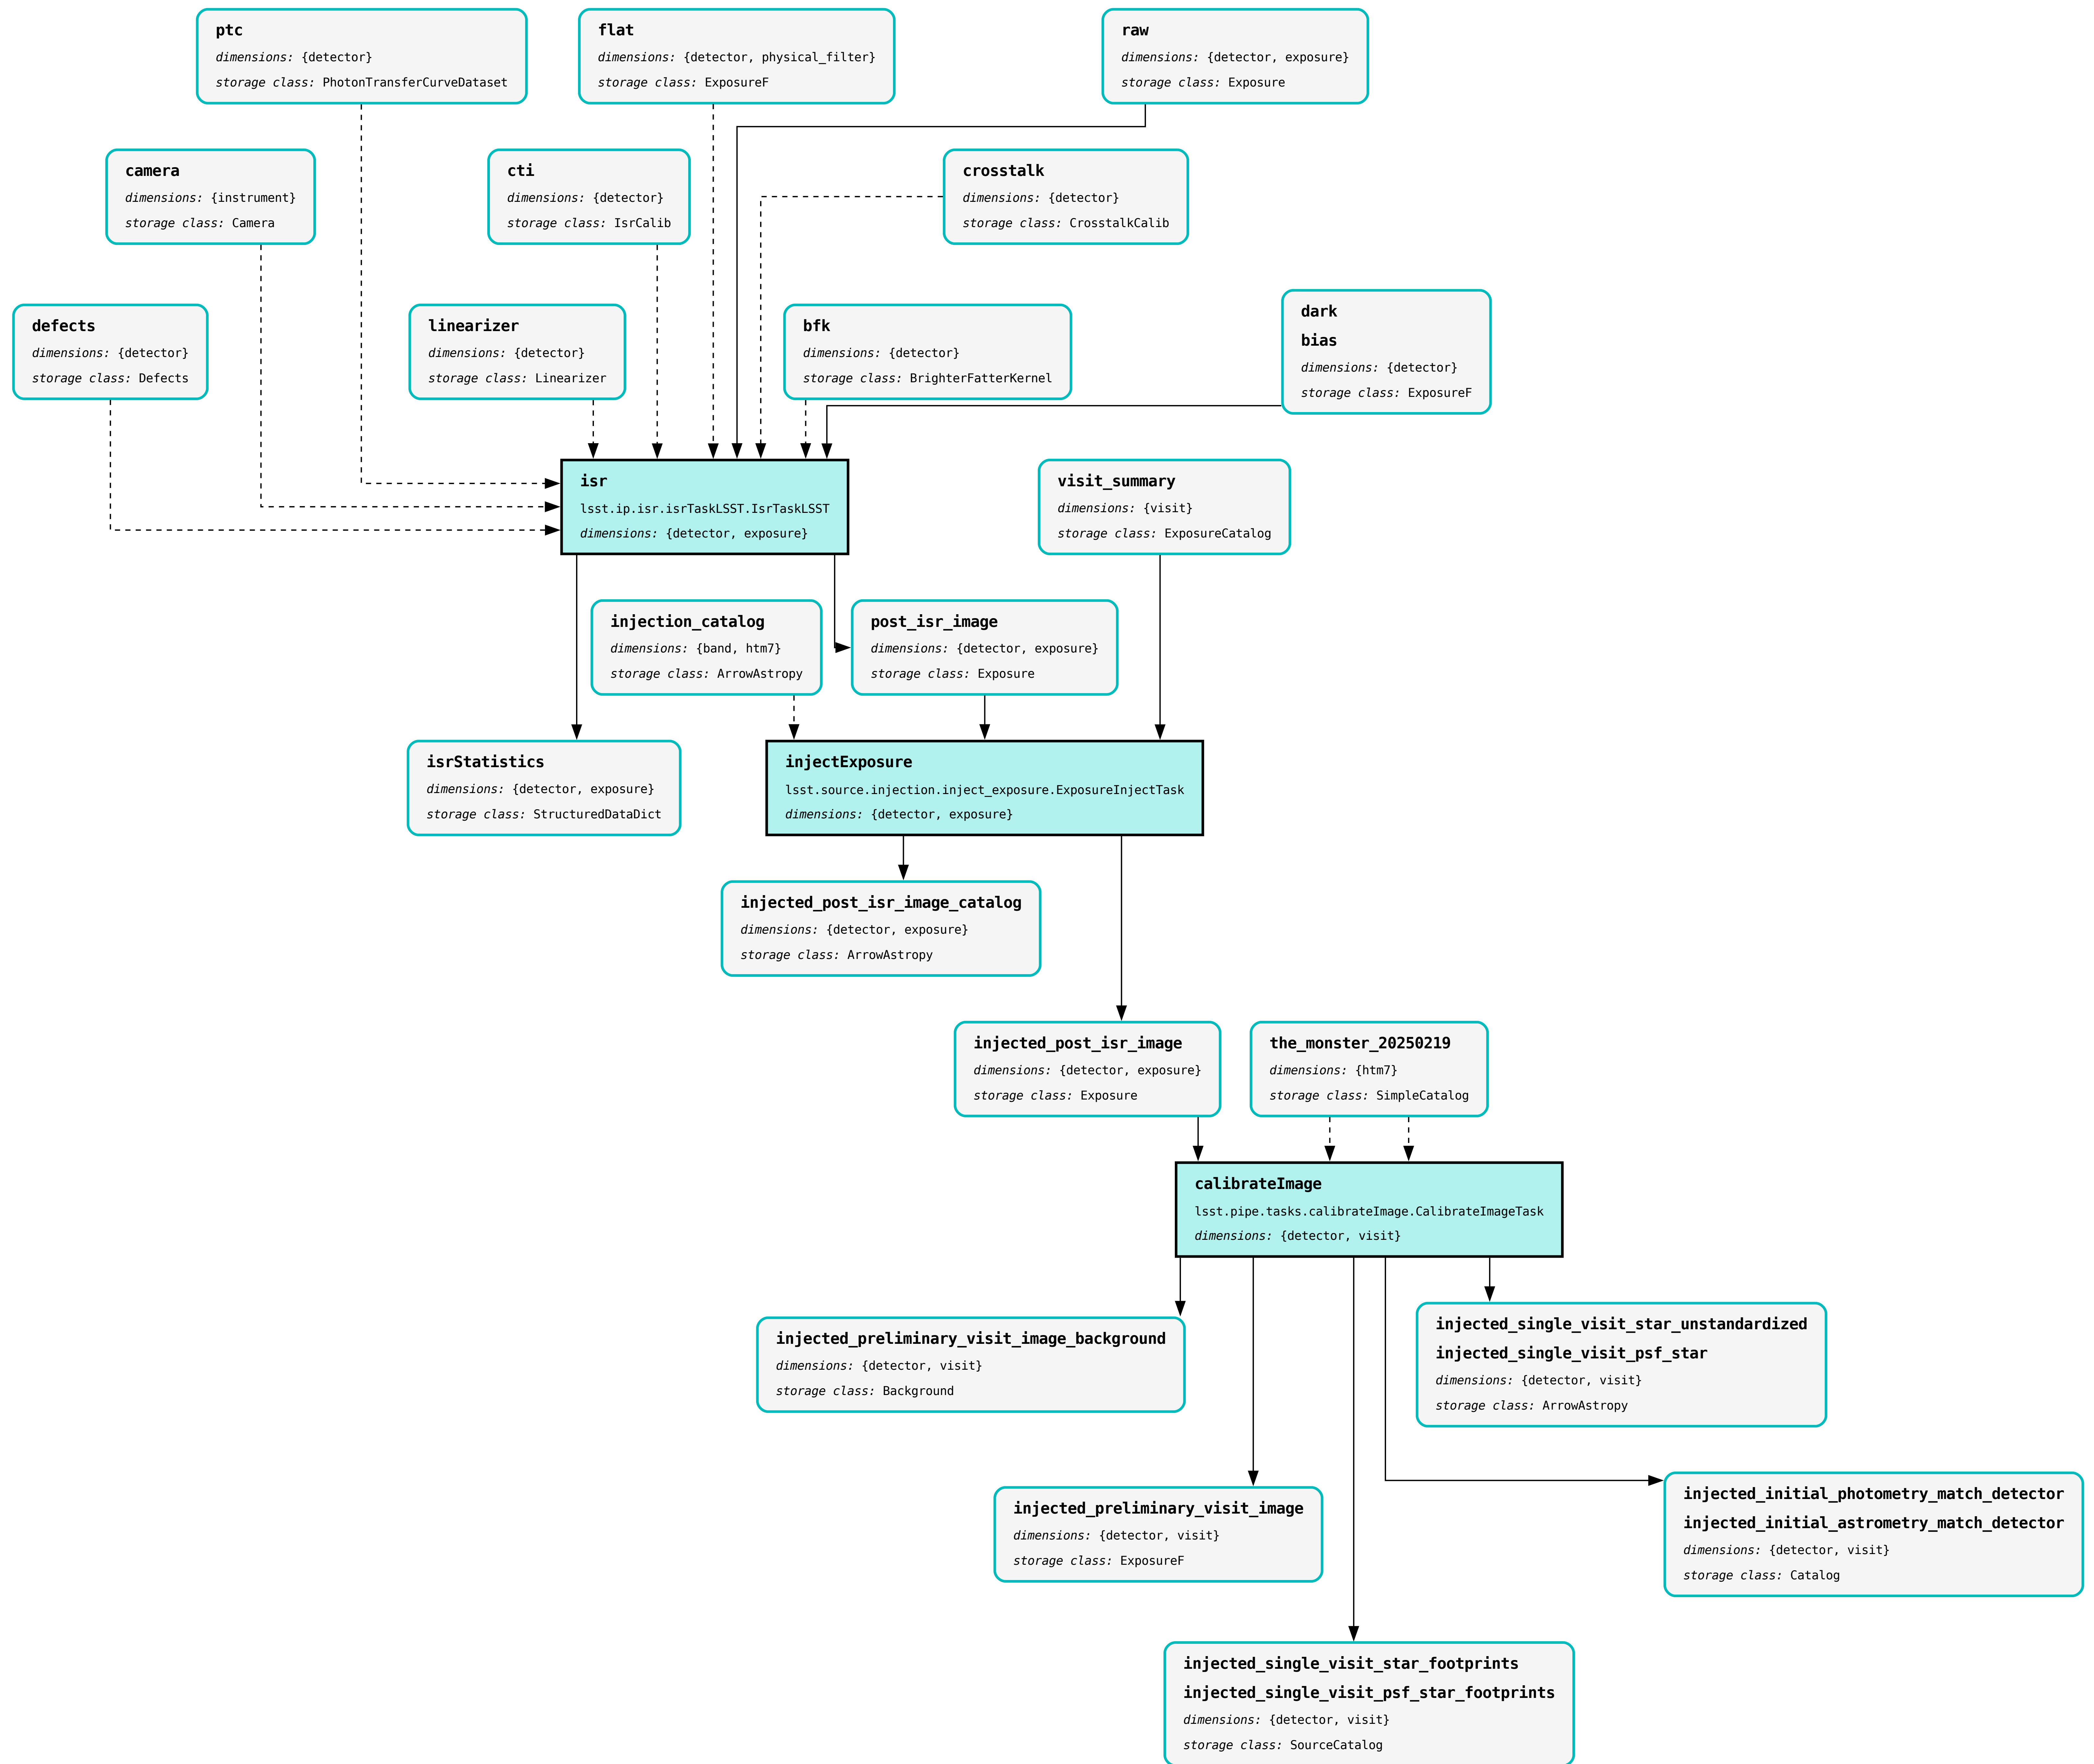 ptc
dimensions: {detector}
storage class: PhotonTransferCurveDataset
flat
dimensions: {detector, physical_filter}
storage class: ExposureF
raw
dimensions: {detector, exposure}
storage class: Exposure
camera
dimensions: {instrument}
storage class: Camera
cti
dimensions: {detector}
storage class: IsrCalib
crosstalk
dimensions: {detector}
storage class: CrosstalkCalib
defects
dimensions: {detector}
storage class: Defects
linearizer
dimensions: {detector}
storage class: Linearizer
bfk
dimensions: {detector}
storage class: BrighterFatterKernel
dark
bias
dimensions: {detector}
storage class: ExposureF
isr
lsst.ip.isr.isrTaskLSST.IsrTaskLSST
dimensions: {detector, exposure}
visit_summary
dimensions: {visit}
storage class: ExposureCatalog
injection_catalog
dimensions: {band, htm7}
storage class: ArrowAstropy
post_isr_image
dimensions: {detector, exposure}
storage class: Exposure
isrStatistics
dimensions: {detector, exposure}
storage class: StructuredDataDict
injectExposure
lsst.source.injection.inject_exposure.ExposureInjectTask
dimensions: {detector, exposure}
injected_post_isr_image_catalog
dimensions: {detector, exposure}
storage class: ArrowAstropy
injected_post_isr_image
dimensions: {detector, exposure}
storage class: Exposure
the_monster_20250219
dimensions: {htm7}
storage class: SimpleCatalog
calibrateImage
lsst.pipe.tasks.calibrateImage.CalibrateImageTask
dimensions: {detector, visit}
injected_preliminary_visit_image_background
dimensions: {detector, visit}
storage class: Background
injected_single_visit_star_unstandardized
injected_single_visit_psf_star
dimensions: {detector, visit}
storage class: ArrowAstropy
injected_preliminary_visit_image
dimensions: {detector, visit}
storage class: ExposureF
injected_initial_photometry_match_detector
injected_initial_astrometry_match_detector
dimensions: {detector, visit}
storage class: Catalog
injected_single_visit_star_footprints
injected_single_visit_psf_star_footprints
dimensions: {detector, visit}
storage class: SourceCatalog